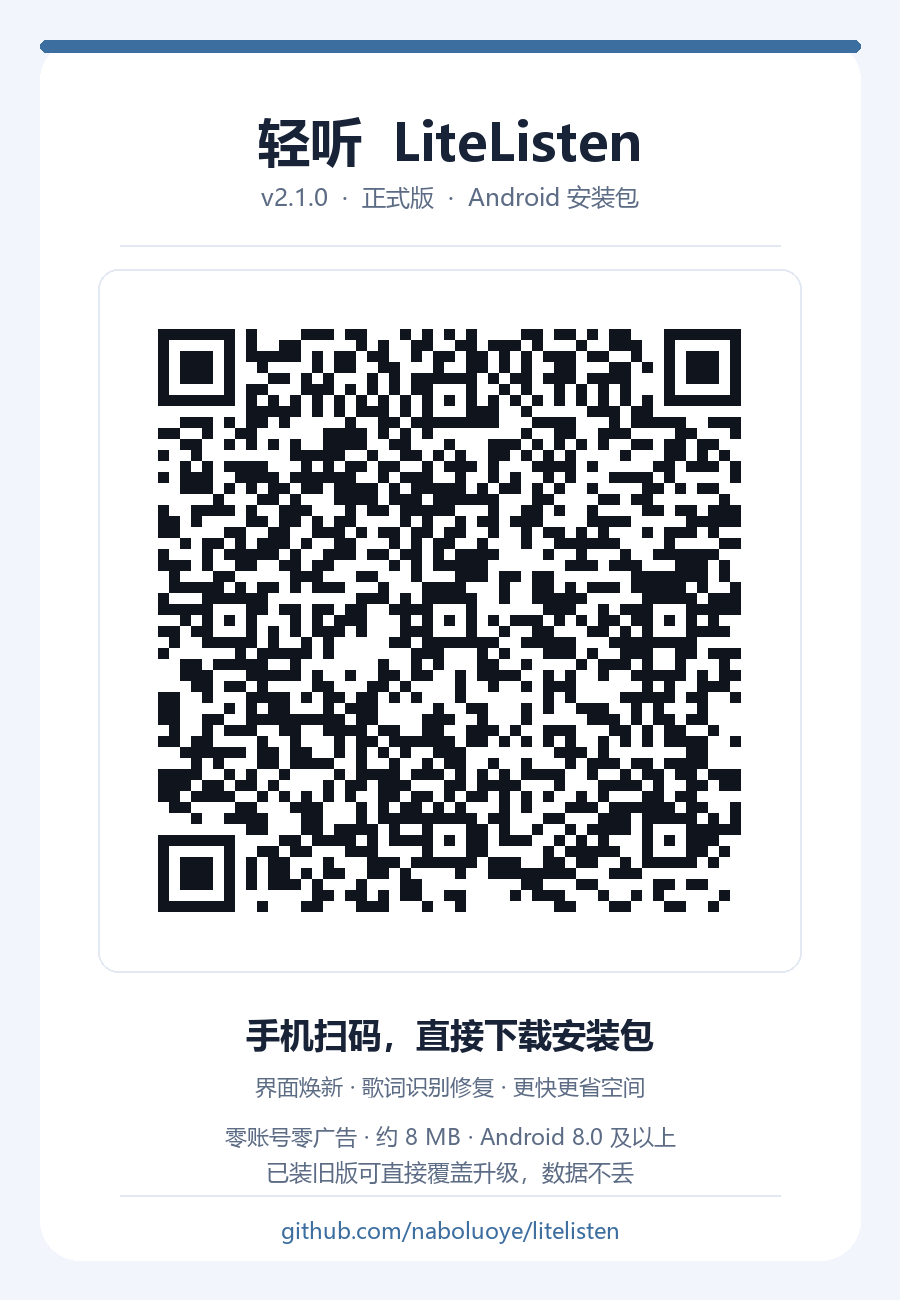 轻听 LiteListen
v2.1.0 · 正式版 · Android 安装包
手机扫码，直接下载安装包
界面焕新 · 歌词识别修复 · 更快更省空间
零账号零广告 · 约 8 MB · Android 8.0 及以上
已装旧版可直接覆盖升级，数据不丢
github.com/naboluoye/litelisten